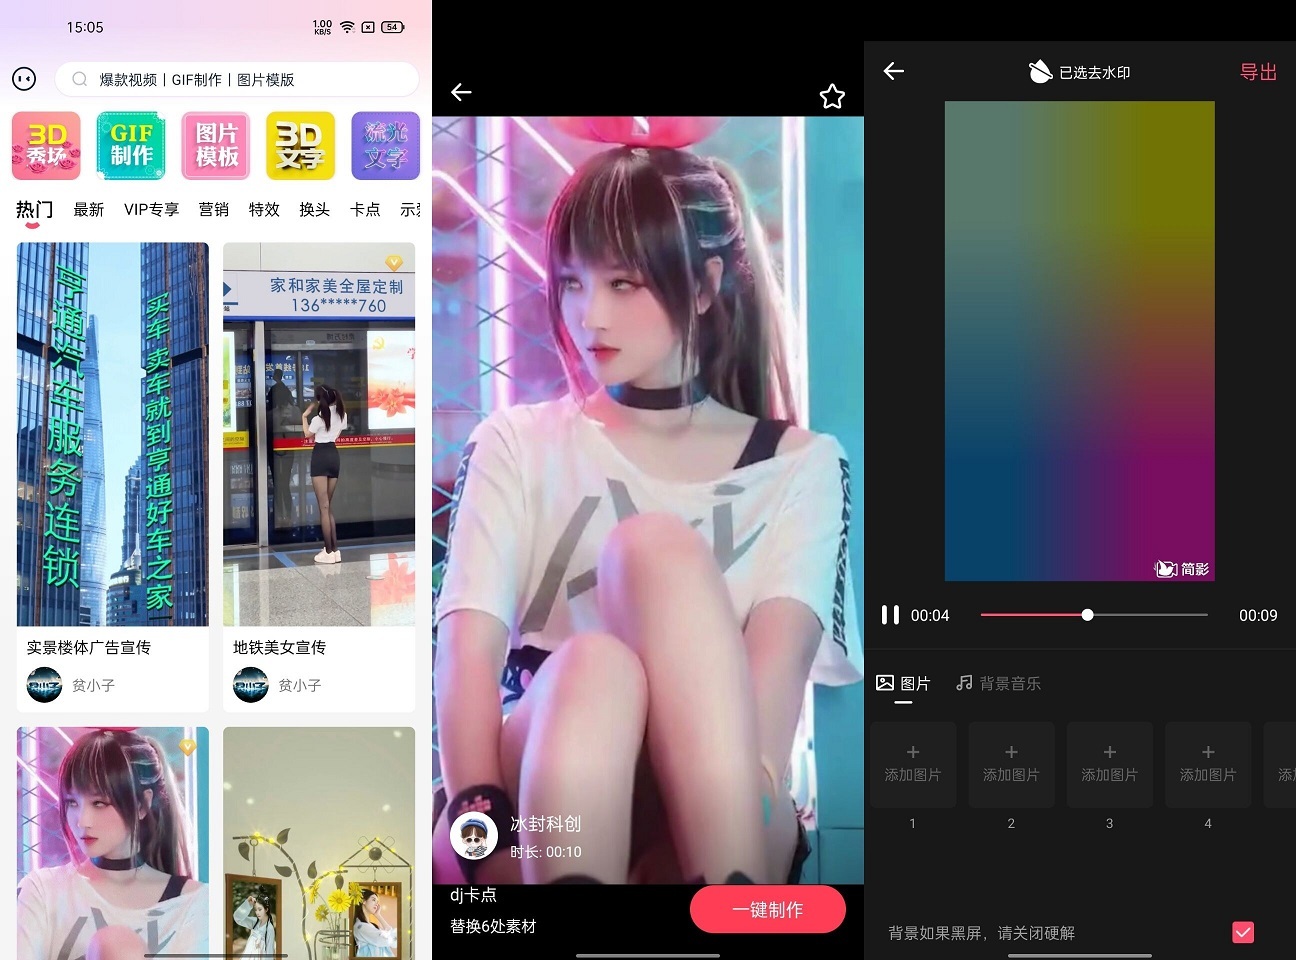 15:05
1.00
KB/S
54
爆款视频 | GIF制作 | 图片模版
3D
秀场
GIF
制作
图片
模板
3D
文字
流光
文字
热门
最新
VIP专享
营销
特效
换头
卡点
亨通汽车服务连锁
买车卖车就到亨通好车之家
家和家美全屋定制
136*****760
实景楼体广告宣传
贫小子
地铁美女宣传
贫小子
冰封科创
时长: 00:10
dj卡点
替换6处素材
一键制作
已选去水印
导出
简影
00:04
00:09
图片
背景音乐
添加图片
添加图片
添加图片
添加图片
1
2
3
4
背景如果黑屏，请关闭硬解